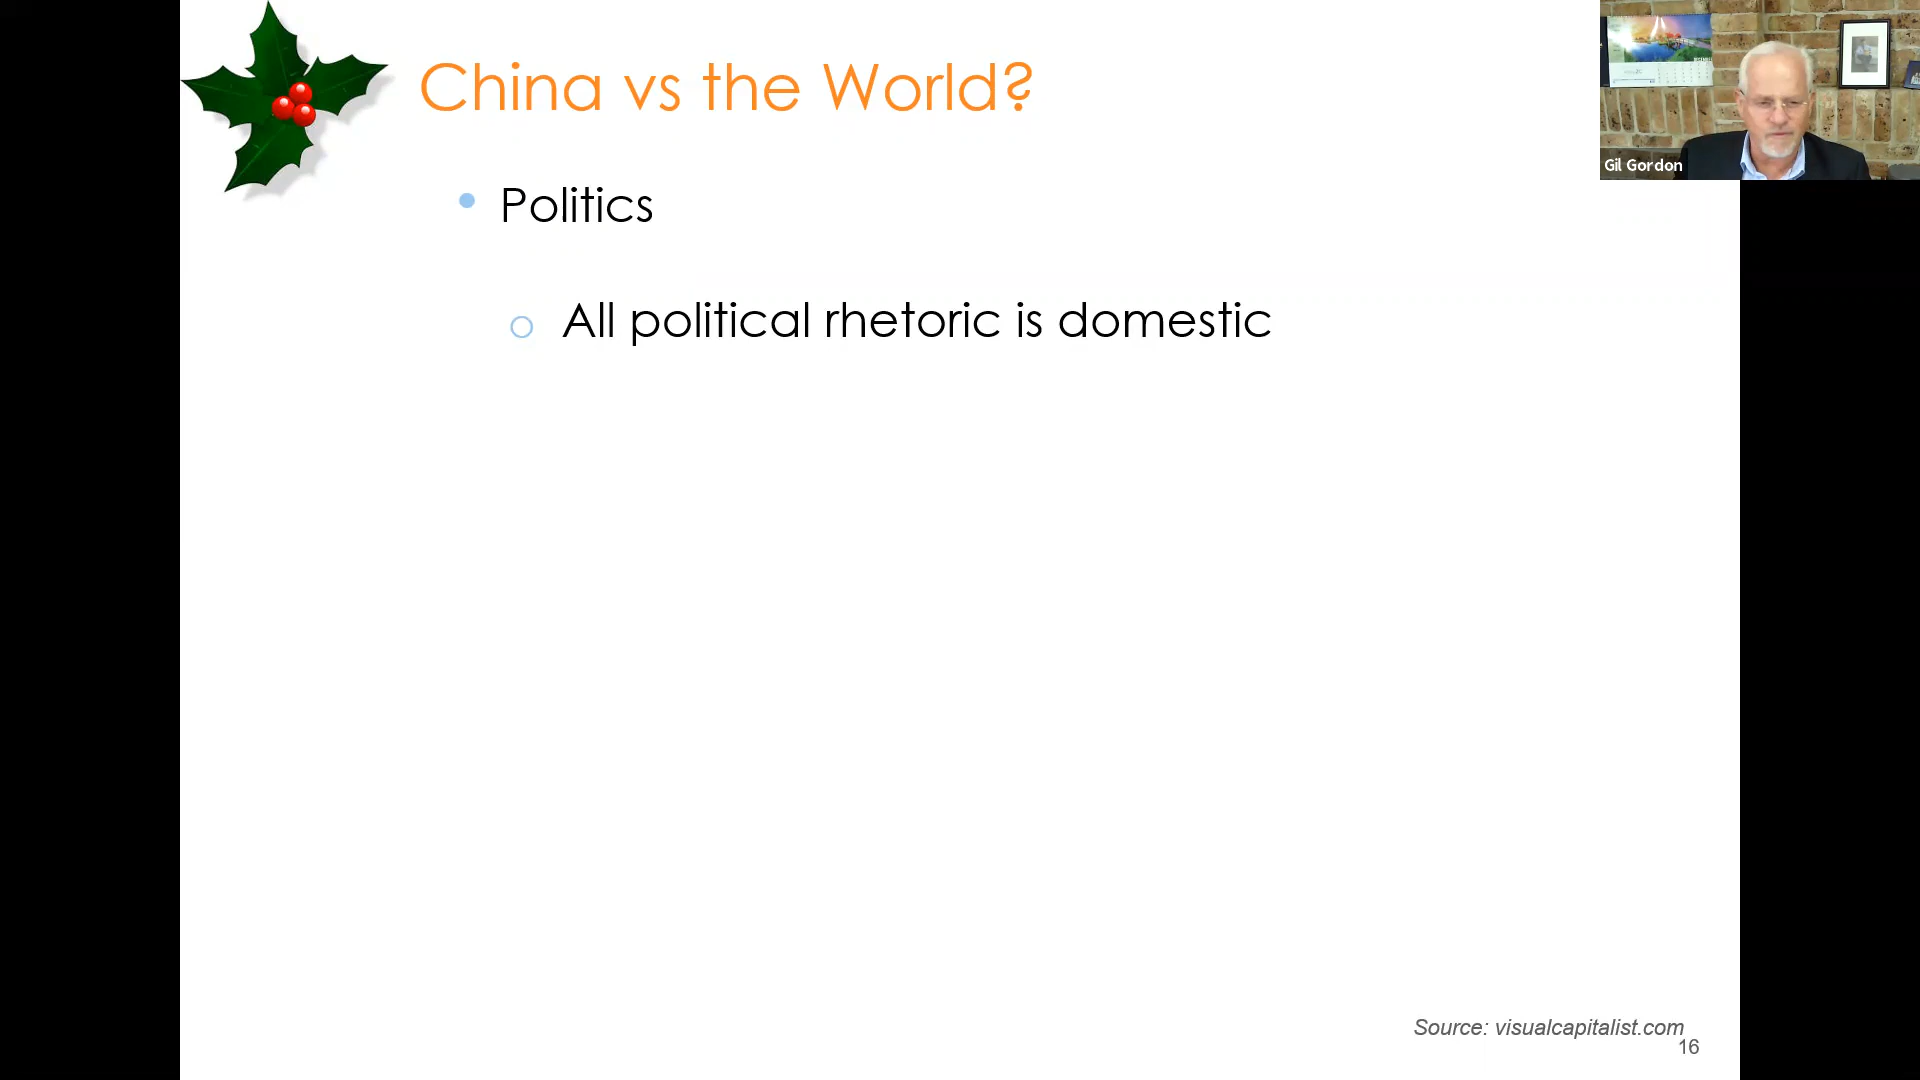 China vs the World?
Gil Gordon
• Politics
o All political rhetoric is domestic
Source: visualcapitalist.com
16